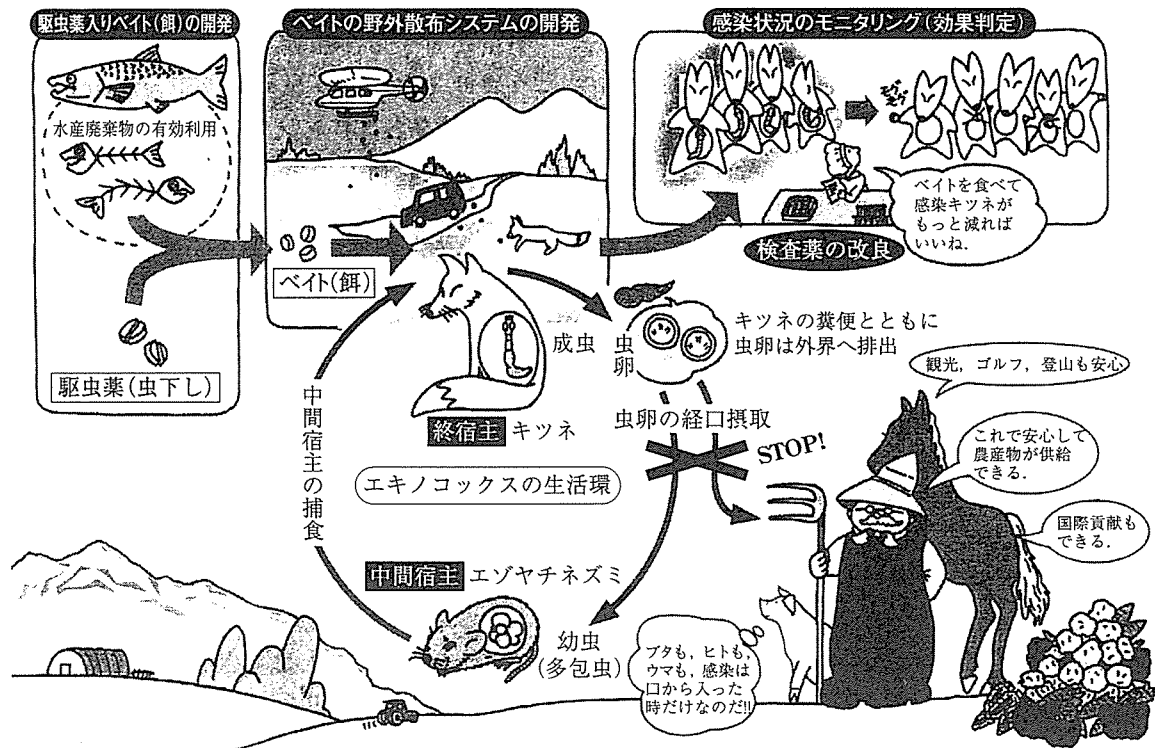 駆虫薬入りベイト(餌)の開発
水産廃棄物の有効利用
駆虫薬(虫下し)
ベイトの野外散布システムの開発
ベイト(餌)
感染状況のモニタリング(効果判定)
モグモグ
ベイトを食べて
感染キツネが
もっと減れば
いいね.
検査薬の改良
成虫
虫卵
キツネの糞便とともに
虫卵は外界へ排出
終宿主 キツネ
虫卵の経口摂取
STOP!
エキノコックスの生活環
中間宿主の捕食
中間宿主 エゾヤチネズミ
幼虫
(多包虫)
観光,ゴルフ,登山も安心
これで安心して
農産物が供給
できる.
国際貢献も
できる.
ブタも,ヒトも,
ウマも,感染は
口から入った
時だけなのだ!!